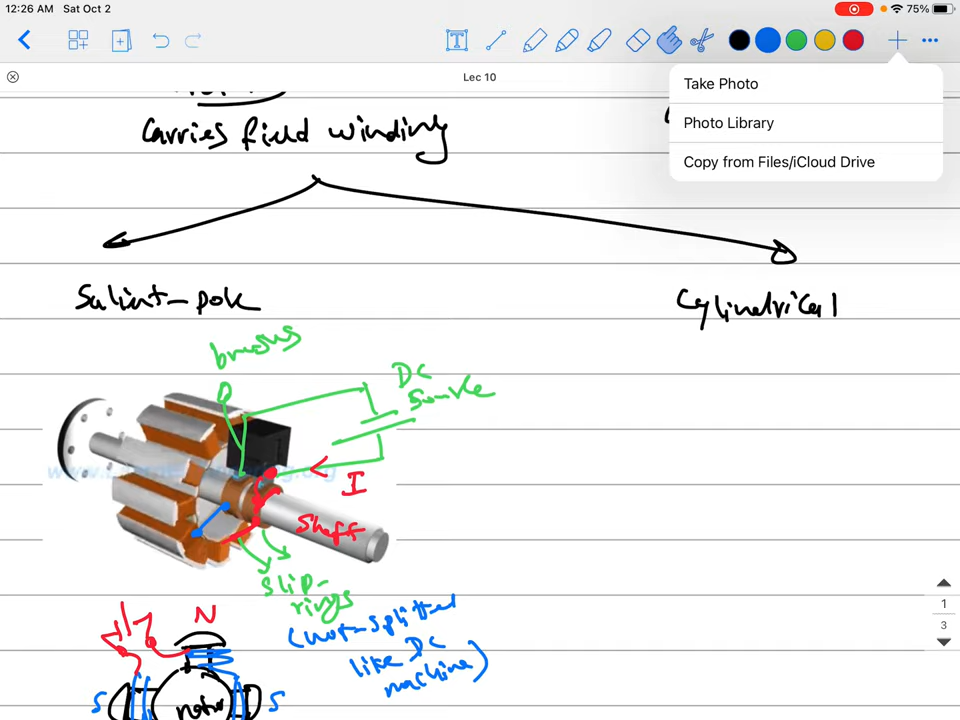 12:26 AM Sat Oct 2
75%
Lec 10
Take Photo
Photo Library
Copy from Files/iCloud Drive
Carries field winding
Salient-pole
Cylindrical
brushes
DC
Source
I
Shaft
slip-
rings
(not-splitted
like DC
machine)
N
S
S
rotor
1
3